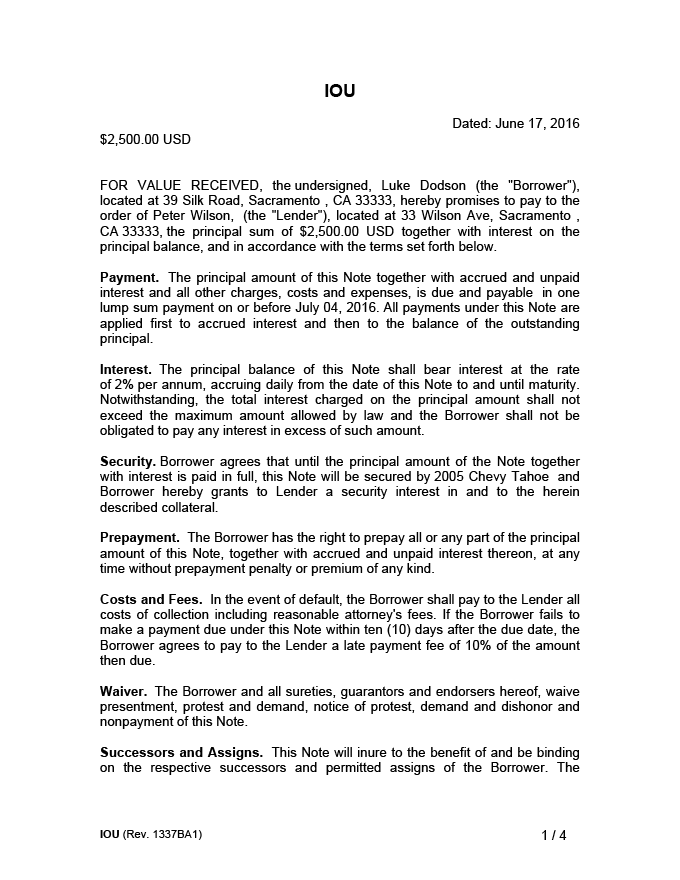 IOU
Dated: June 17, 2016
$2,500.00 USD
FOR VALUE RECEIVED, the undersigned, Luke Dodson (the "Borrower"),
located at 39 Silk Road, Sacramento , CA 33333, hereby promises to pay to the
order of Peter Wilson, (the "Lender"), located at 33 Wilson Ave, Sacramento ,
CA 33333, the principal sum of $2,500.00 USD together with interest on the
principal balance, and in accordance with the terms set forth below.
Payment. The principal amount of this Note together with accrued and unpaid
interest and all other charges, costs and expenses, is due and payable in one
lump sum payment on or before July 04, 2016. All payments under this Note are
applied first to accrued interest and then to the balance of the outstanding
principal.
Interest. The principal balance of this Note shall bear interest at the rate
of 2% per annum, accruing daily from the date of this Note to and until maturity.
Notwithstanding, the total interest charged on the principal amount shall not
exceed the maximum amount allowed by law and the Borrower shall not be
obligated to pay any interest in excess of such amount.
Security. Borrower agrees that until the principal amount of the Note together
with interest is paid in full, this Note will be secured by 2005 Chevy Tahoe and
Borrower hereby grants to Lender a security interest in and to the herein
described collateral.
Prepayment. The Borrower has the right to prepay all or any part of the principal
amount of this Note, together with accrued and unpaid interest thereon, at any
time without prepayment penalty or premium of any kind.
Costs and Fees. In the event of default, the Borrower shall pay to the Lender all
costs of collection including reasonable attorney's fees. If the Borrower fails to
make a payment due under this Note within ten (10) days after the due date, the
Borrower agrees to pay to the Lender a late payment fee of 10% of the amount
then due.
Waiver. The Borrower and all sureties, guarantors and endorsers hereof, waive
presentment, protest and demand, notice of protest, demand and dishonor and
nonpayment of this Note.
Successors and Assigns. This Note will inure to the benefit of and be binding
on the respective successors and permitted assigns of the Borrower. The
IOU (Rev. 1337BA1)
1 / 4